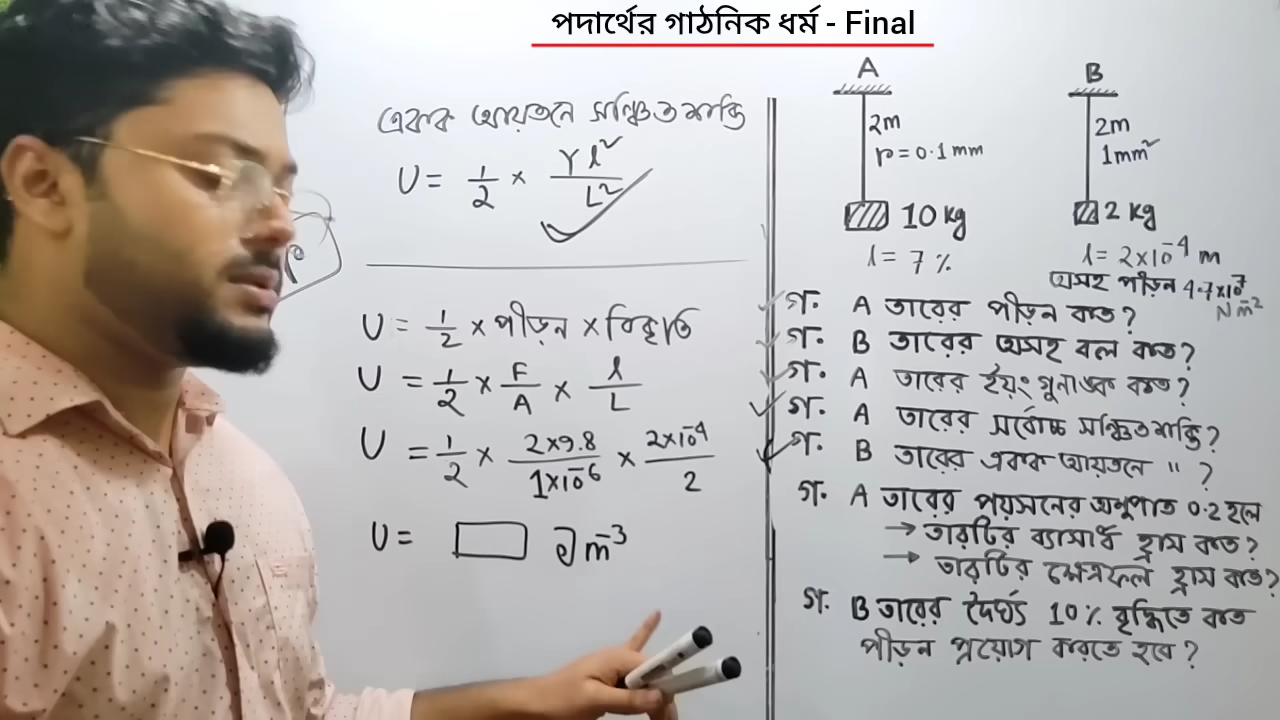 পদার্থের গাঠনিক ধর্ম - Final
একক আয়তনে সঞ্চিত শক্তি
U = 1/2 × Yl²/L²
U = 1/2 × পীড়ন × বিকৃতি
U = 1/2 × F/A × l/L
U = 1/2 × 2×9.8/1×10⁻⁶ × 2×10⁻⁴/2
U = Jm⁻³
A
2m
r = 0.1 mm
10 kg
l = 7 %
B
2m
1mm²
2 kg
l = 2×10⁻⁴ m
অসহ পীড়ন 4.7×10⁷ Nm⁻²
গ. A তারের পীড়ন কত?
গ. B তারের অসহ বল কত?
গ. A তারের ইয়ং গুনাঙ্ক কত?
গ. A তারের সর্বোচ্চ সঞ্চিতশক্তি?
গ. B তারের একক আয়তনে " ?
গ. A তারের পয়সনের অনুপাত 0.2 হলে
→ তারটির ব্যাসার্ধ হ্রাস কত?
→ তারটির ক্ষেত্রফল হ্রাস কত?
গ. B তারের দৈর্ঘ্য 10% বৃদ্ধিতে কত
পীড়ন প্রয়োগ করতে হবে?